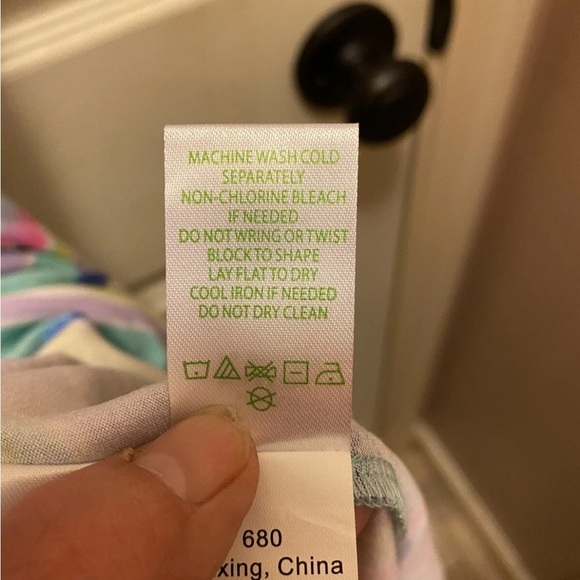 MACHINE WASH COLD
SEPARATELY
NON-CHLORINE BLEACH
IF NEEDED
DO NOT WRING OR TWIST
BLOCK TO SHAPE
LAY FLAT TO DRY
COOL IRON IF NEEDED
DO NOT DRY CLEAN
680
China